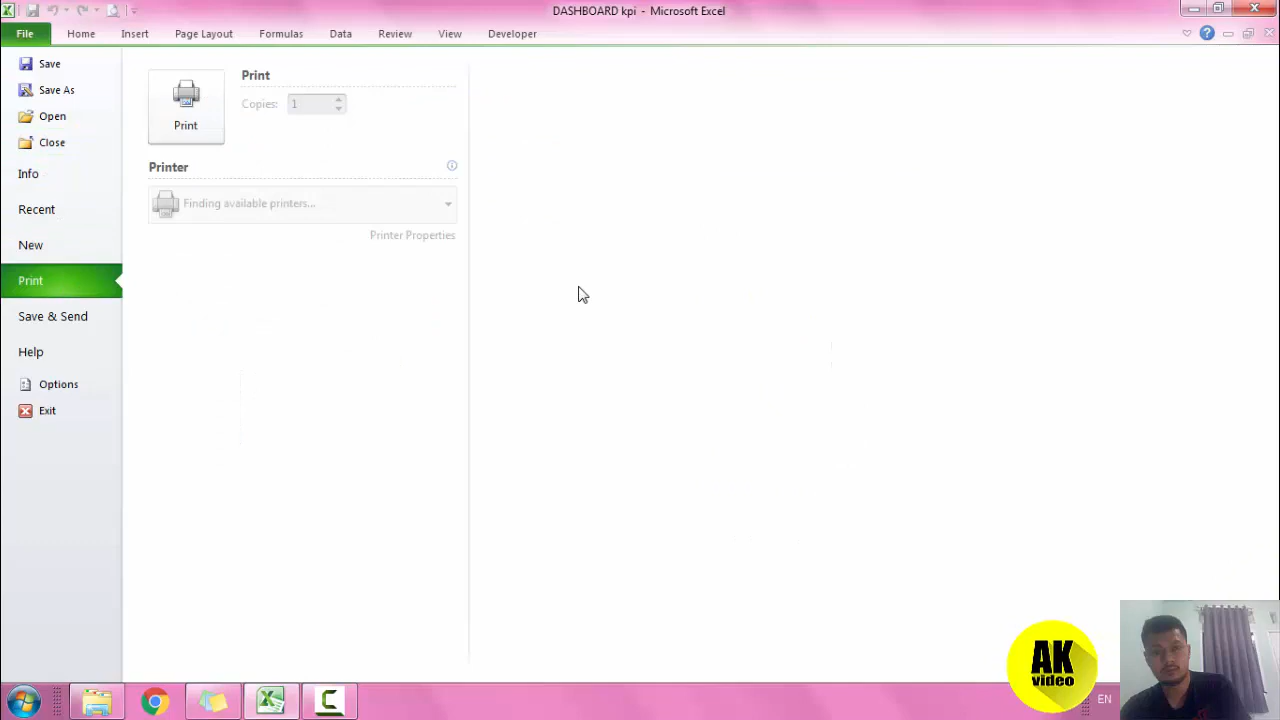 DASHBOARD kpi - Microsoft Excel
File Home Insert Page Layout Formulas Data Review View Developer
Save
Save As
Open
Close
Info
Recent
New
Print
Save & Send
Help
Options
Exit
Print
Print
Copies: 1
Printer
Finding available printers...
Printer Properties
AK
video
EN